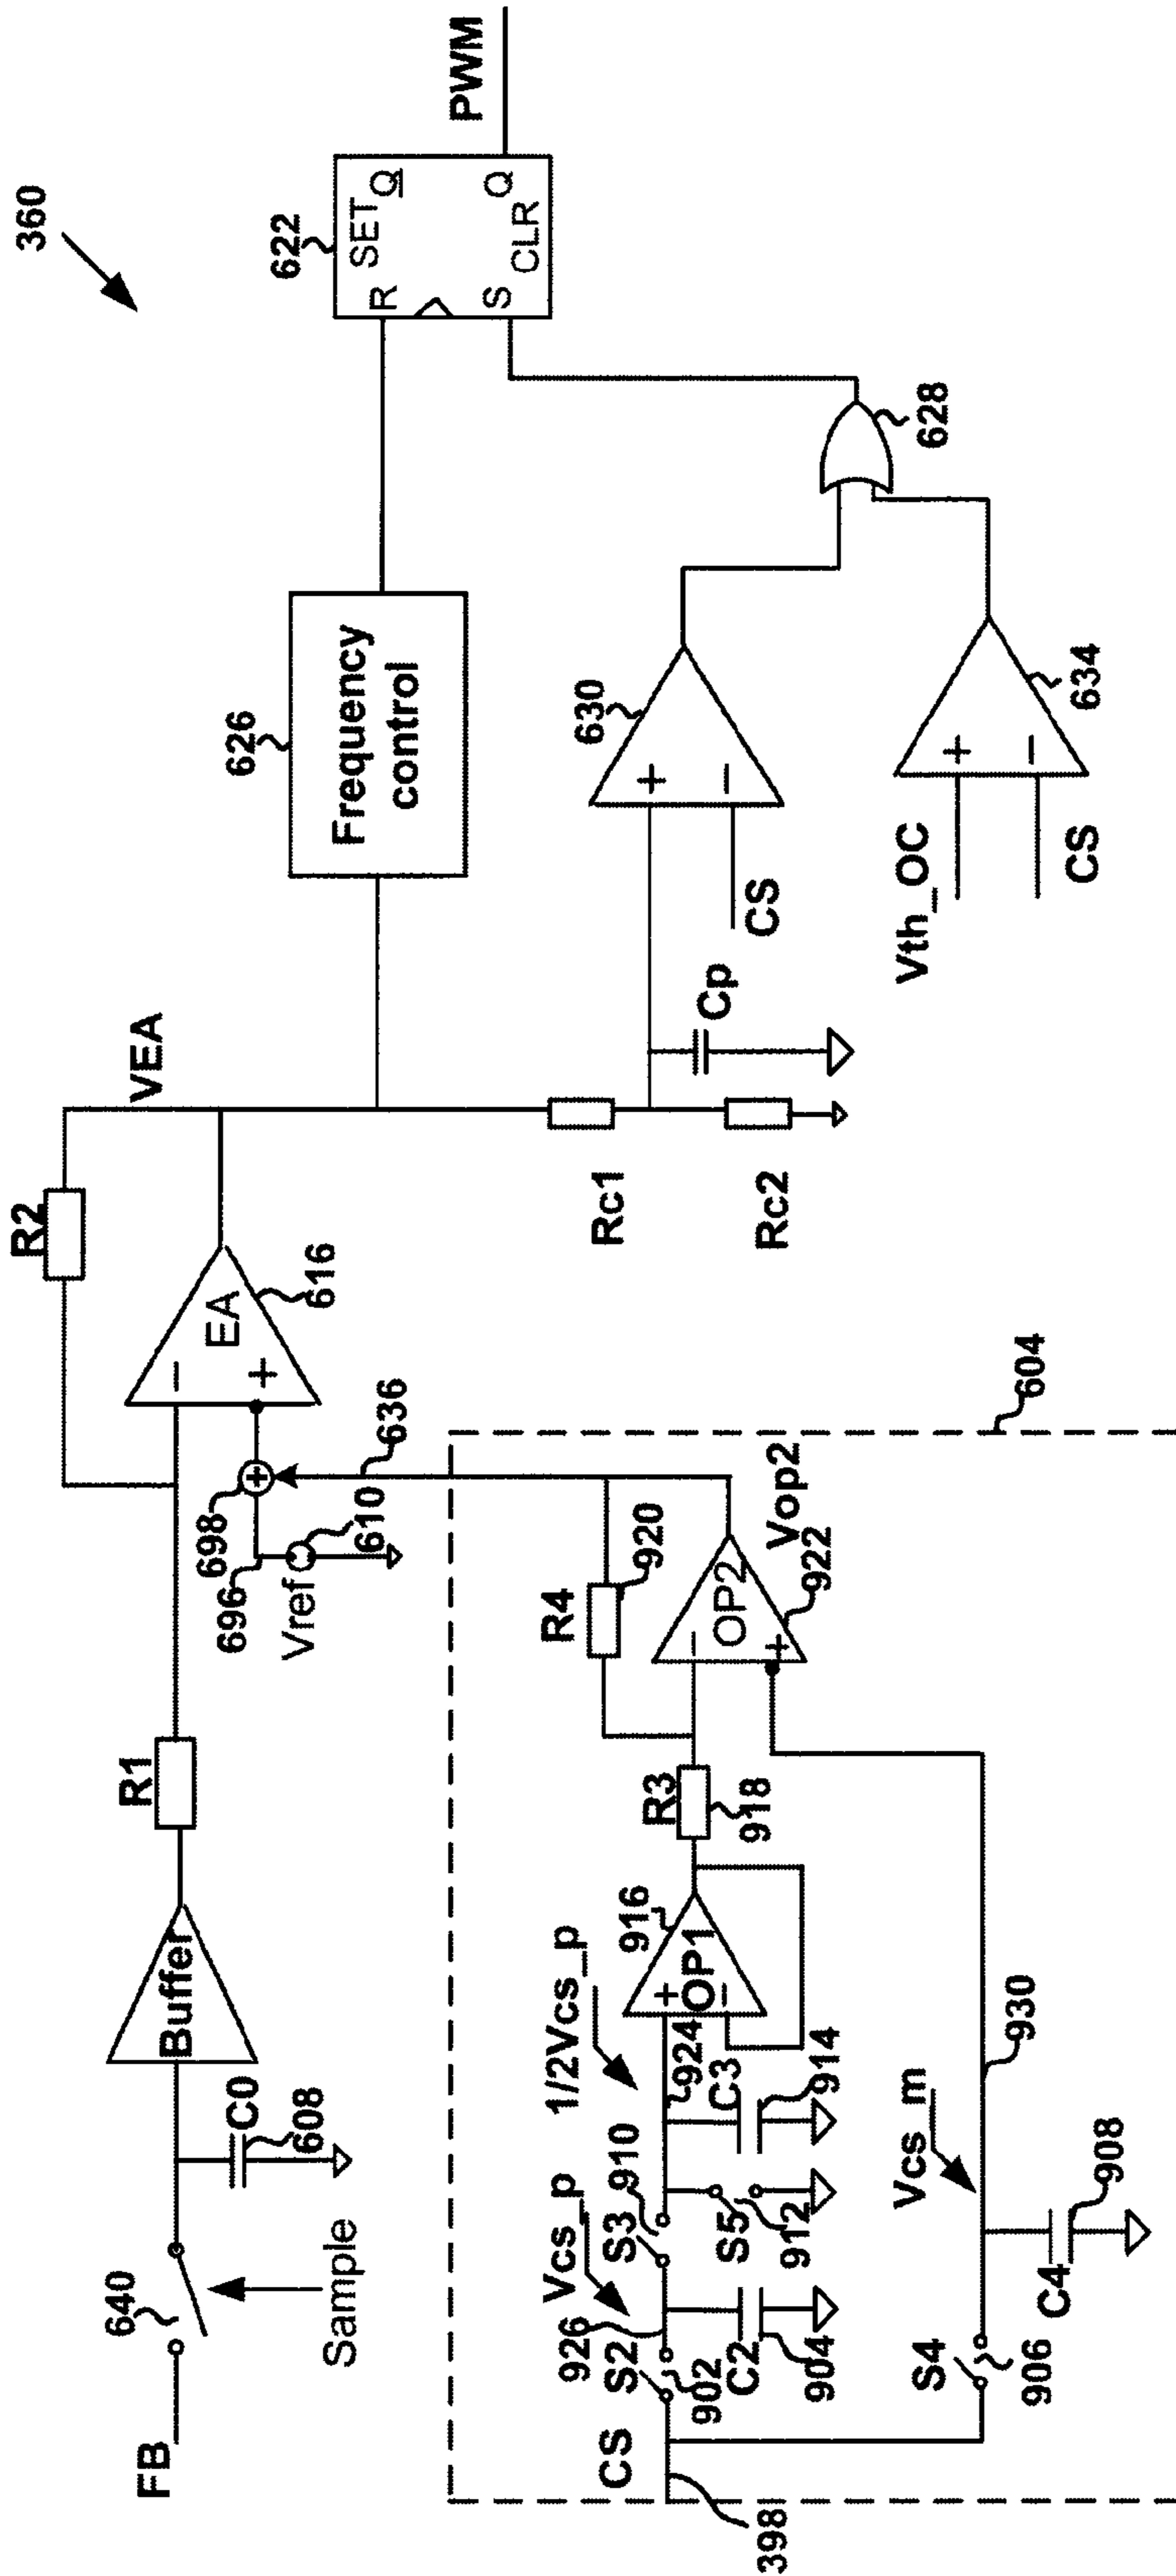 360
FB
640
Sample
C0
608
Buffer
R1
R2
EA
616
VEA
696
698
Vref
610
636
626
Frequency
control
622
R
SET
Q
S
CLR
Q
PWM
Rc1
Rc2
Cp
630
+
−
CS
634
+
−
Vth_OC
CS
628
604
398
CS
S2
902
926
Vcs_p
C2
904
S3
910
S5
912
1/2Vcs_p
924
C3
914
916
+
OP1
−
R3
918
R4
920
−
OP2
+
Vop2
922
S4
906
Vcs_m
C4
908
930
−
+
+